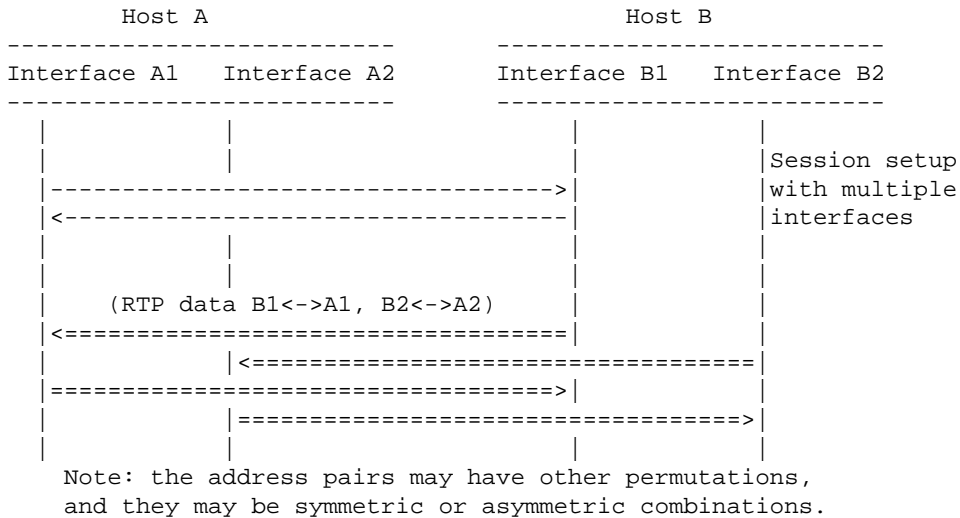 Host A Host B
Interface A1 Interface A2 Interface B1 Interface B2
Session setup
with multiple
interfaces
(RTP data B1<->A1, B2<->A2)
Note: the address pairs may have other permutations,
and they may be symmetric or asymmetric combinations.